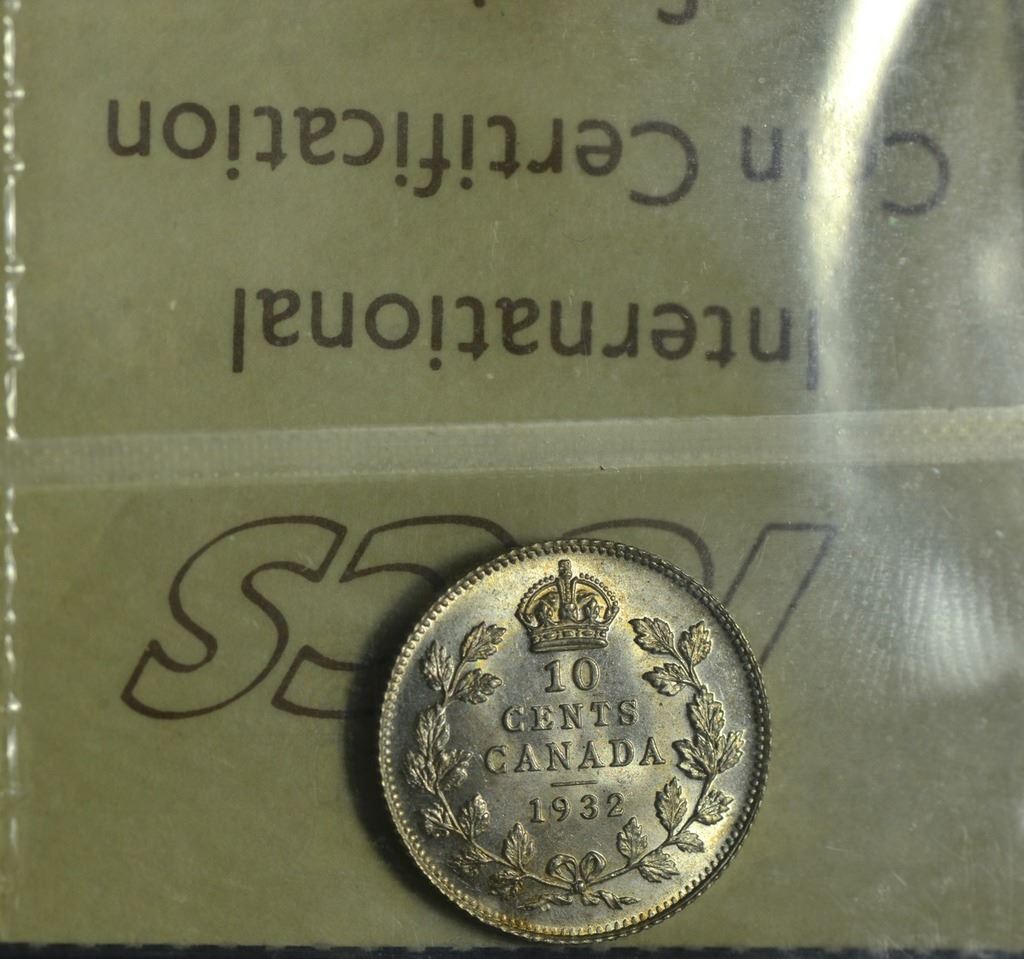 International
Coin Certification
ICCS
10
CENTS
CANADA
1932